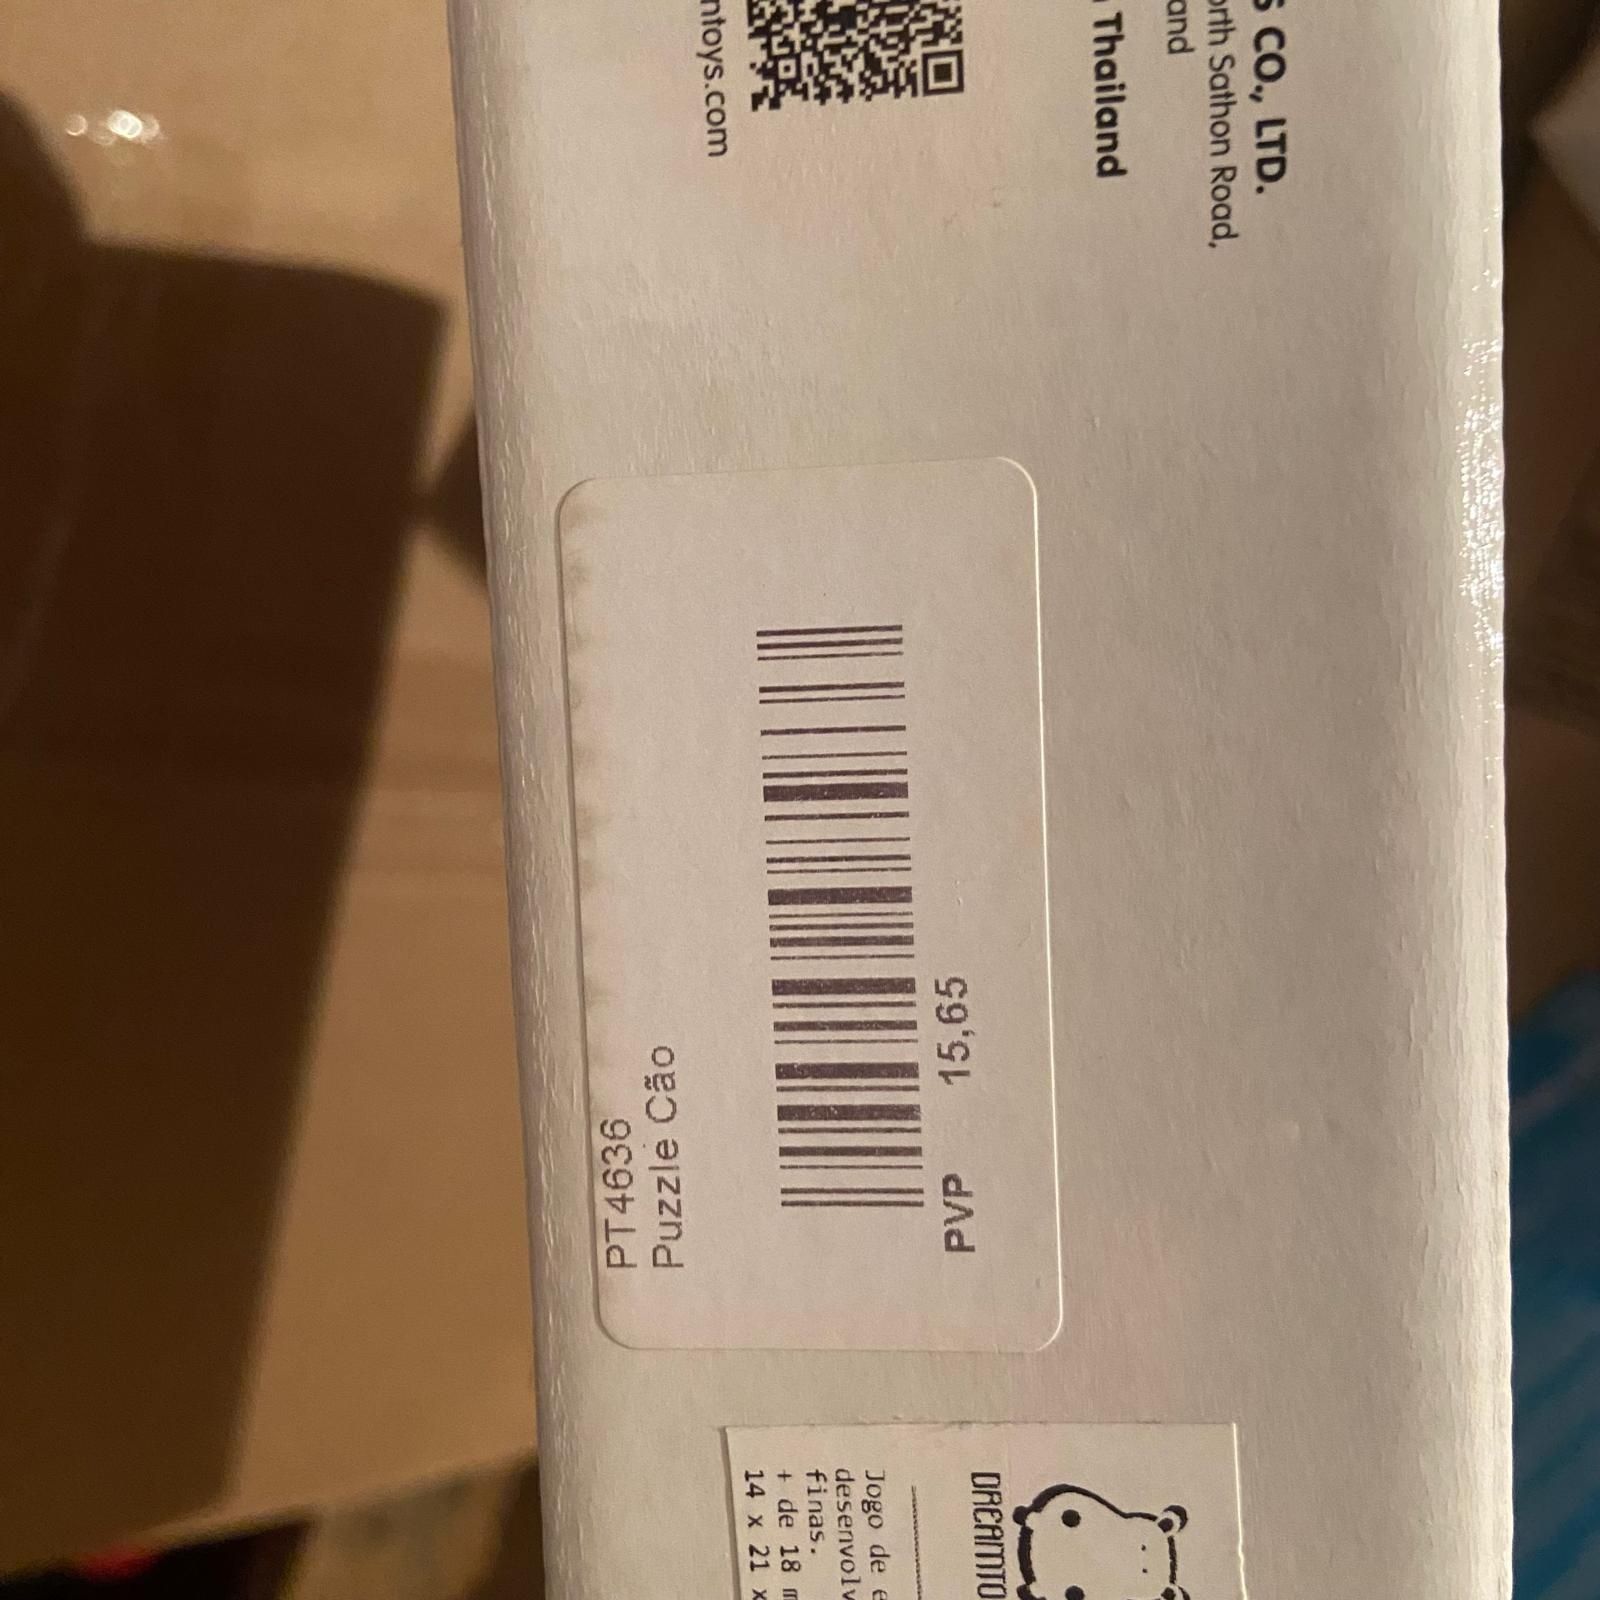 S CO., LTD.
orth Sathon Road,
and
Thailand
ntoys.com
PT4636
Puzzle Cão
PVP 15,65
DACAMTO
Jogo de e
desenvolv
finas.
+ de 18 m
14 x 21 x